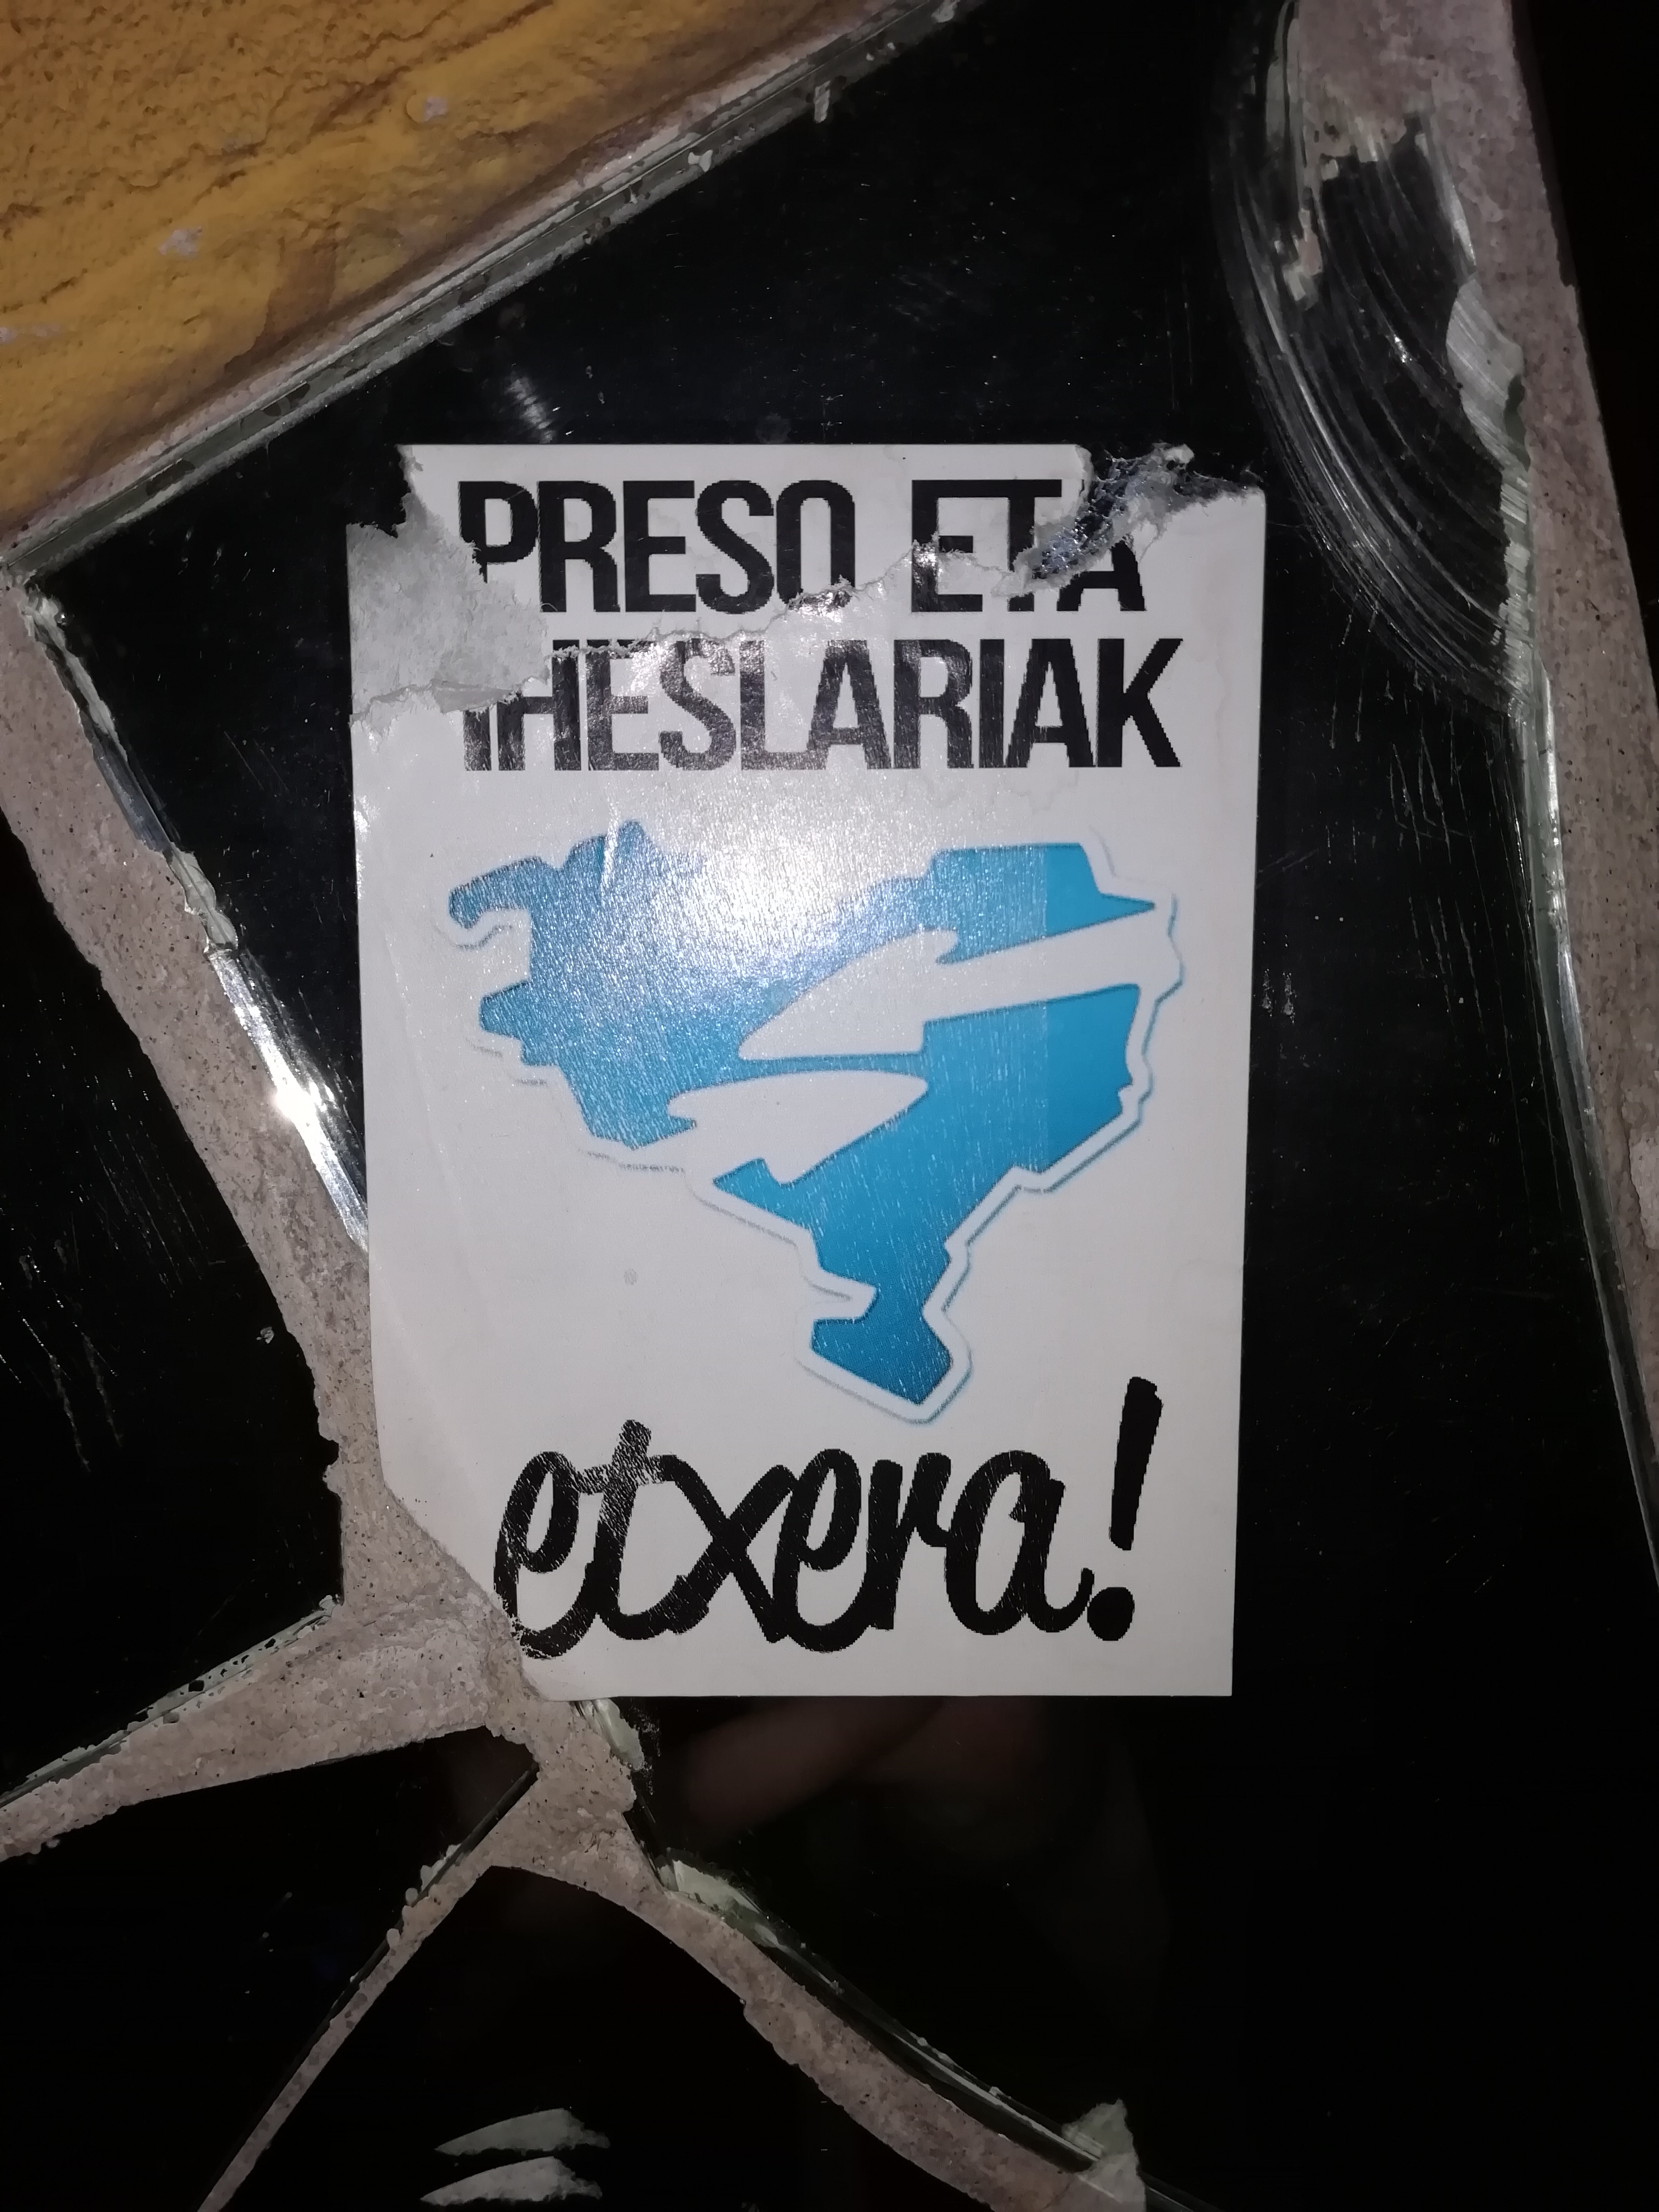 PRESO ETA
IHESLARIAK
etxera!